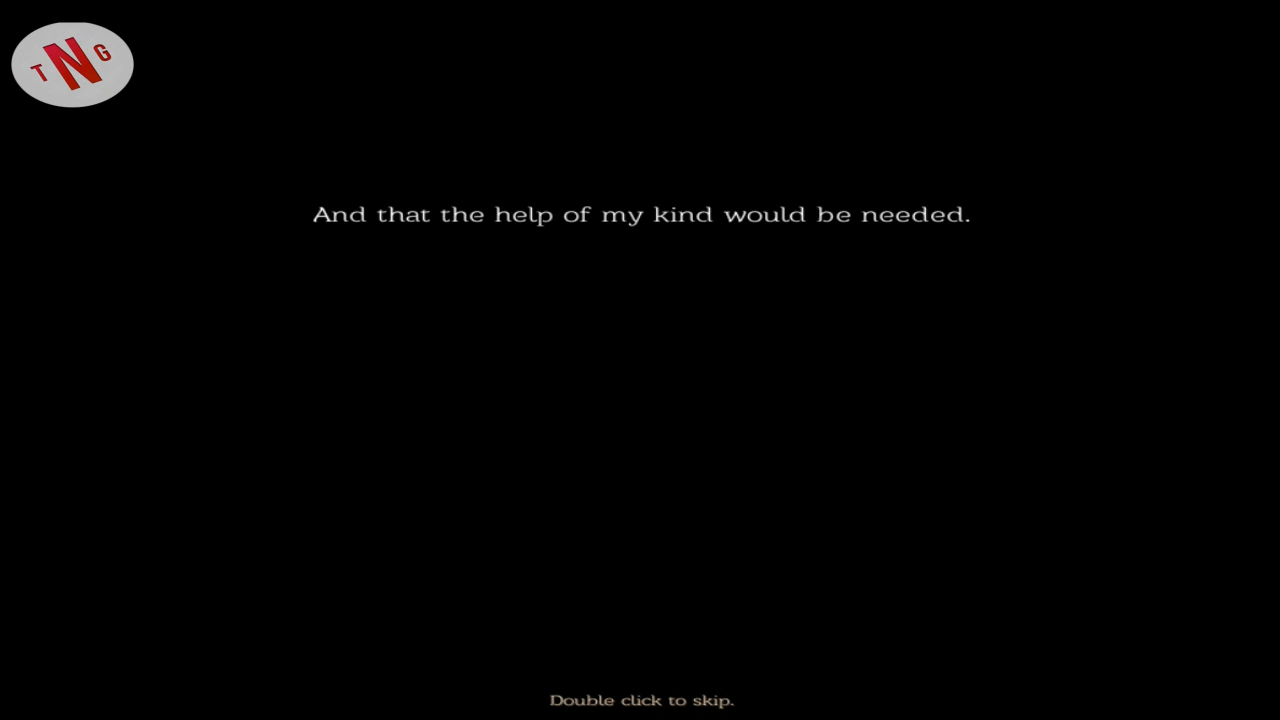 TNG
And that the help of my kind would be needed.
Double click to skip.